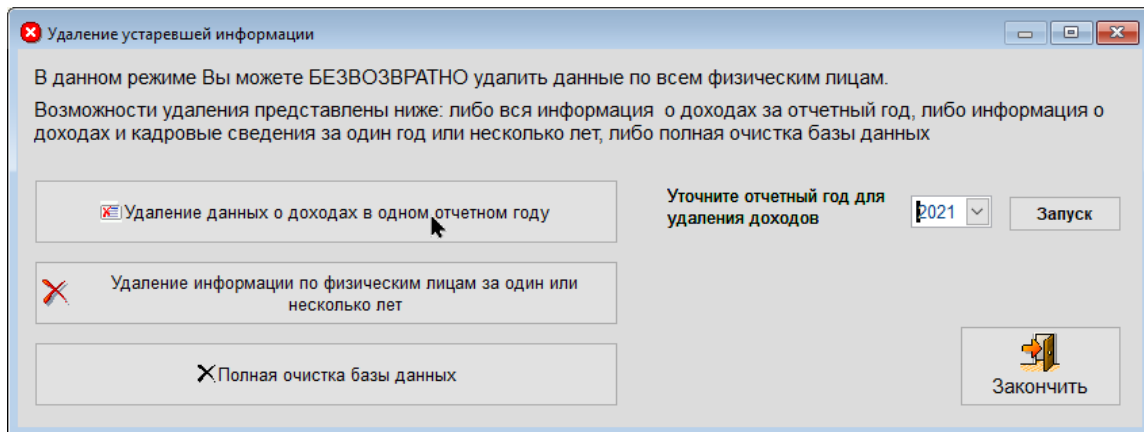 Удаление устаревшей информации
В данном режиме Вы можете БЕЗВОЗВРАТНО удалить данные по всем физическим лицам.
Возможности удаления представлены ниже: либо вся информация о доходах за отчетный год, либо информация о
доходах и кадровые сведения за один год или несколько лет, либо полная очистка базы данных
Удаление данных о доходах в одном отчетном году
Уточните отчетный год для
удаления доходов
2021
Запуск
Удаление информации по физическим лицам за один или
несколько лет
Полная очистка базы данных
Закончить